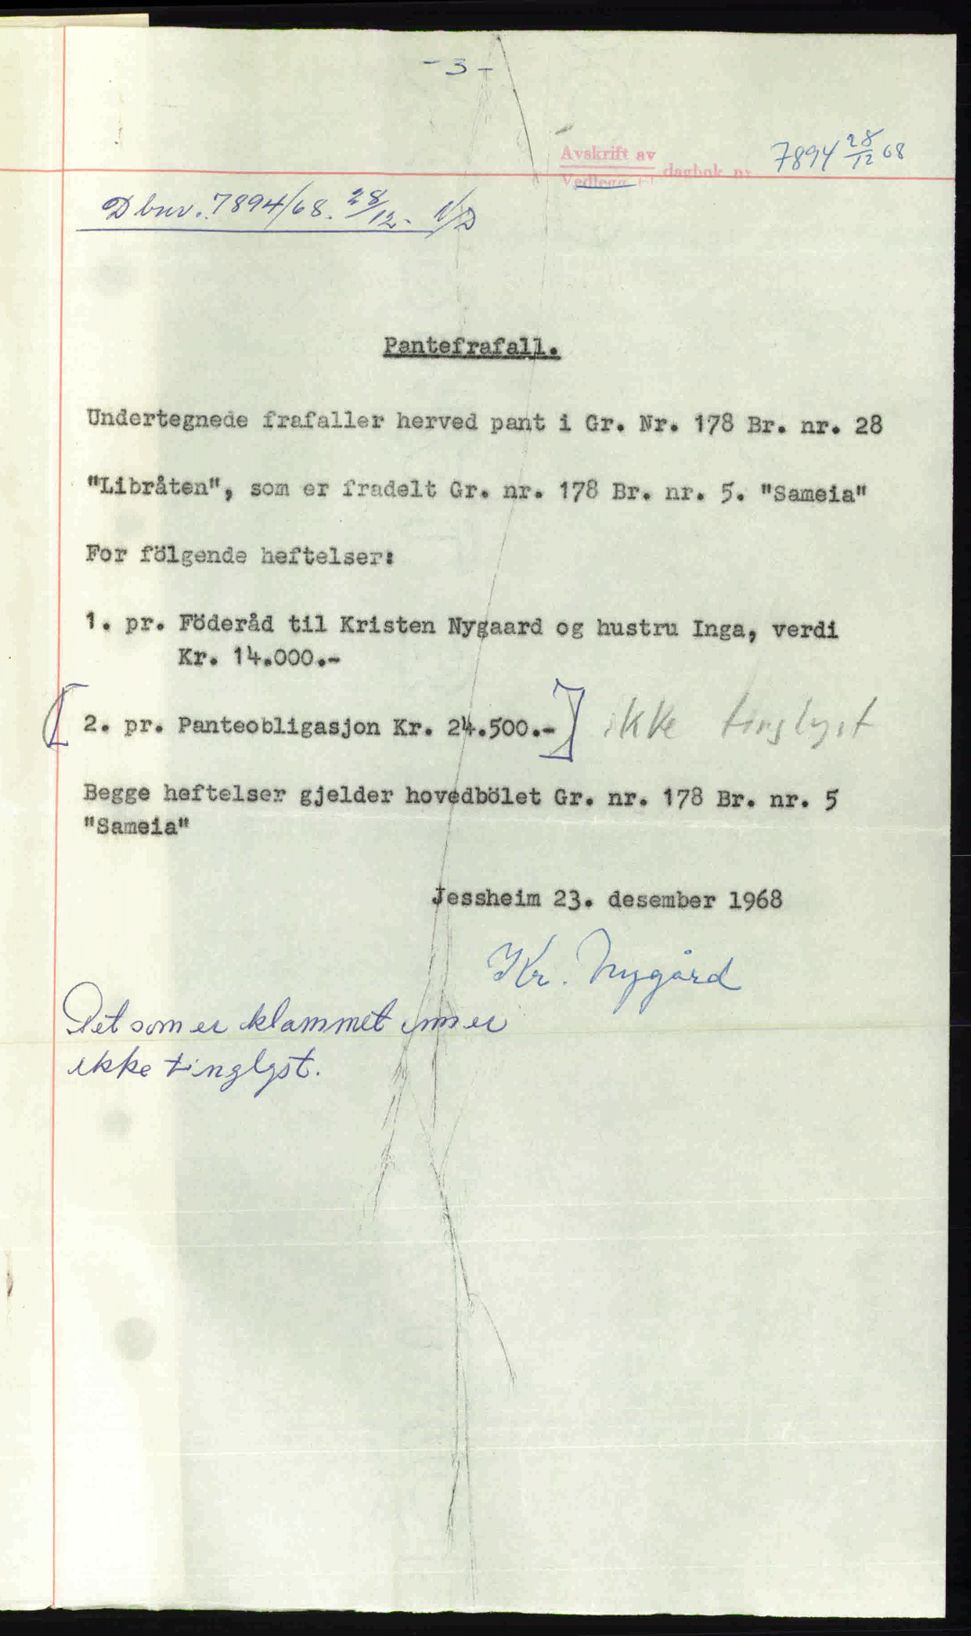 - 3 -
Avskrift av
Vedlegg til dagbok nr. 7894 28/12 68
Dbnr. 7894/68. 28/12-
Pantefrafall.
Undertegnede frafaller herved pant i Gr. Nr. 178 Br. nr. 28
"Libråten", som er fradelt Gr. nr. 178 Br. nr. 5. "Sameia"
For fölgende heftelser:
1. pr. Föderåd til Kristen Nygaard og hustru Inga, verdi
Kr. 14.000.-
[2. pr. Panteobligasjon Kr. 24.500.-] ikke tinglyst
Begge heftelser gjelder hovedbölet Gr. nr. 178 Br. nr. 5
"Sameia"
Jessheim 23. desember 1968
Kr. Nygård
Det som er klammet inn er
ikke tinglyst.